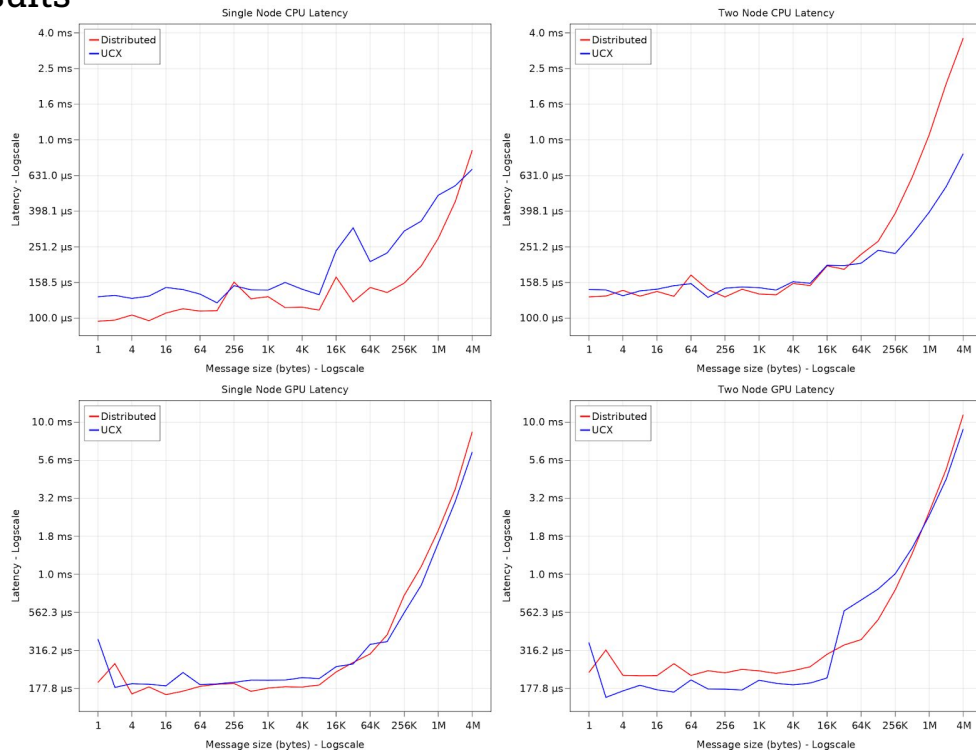 Single Node CPU Latency
Distributed
UCX
4.0 ms
2.5 ms
1.6 ms
1.0 ms
631.0 µs
398.1 µs
251.2 µs
158.5 µs
100.0 µs
Latency - Logscale
1 4 16 64 256 1K 4K 16K 64K 256K 1M 4M
Message size (bytes) - Logscale
Two Node CPU Latency
Distributed
UCX
4.0 ms
2.5 ms
1.6 ms
1.0 ms
631.0 µs
398.1 µs
251.2 µs
158.5 µs
100.0 µs
Latency - Logscale
1 4 16 64 256 1K 4K 16K 64K 256K 1M 4M
Message size (bytes) - Logscale
Single Node GPU Latency
Distributed
UCX
10.0 ms
5.6 ms
3.2 ms
1.8 ms
1.0 ms
562.3 µs
316.2 µs
177.8 µs
Latency - Logscale
1 4 16 64 256 1K 4K 16K 64K 256K 1M 4M
Message size (bytes) - Logscale
Two Node GPU Latency
Distributed
UCX
10.0 ms
5.6 ms
3.2 ms
1.8 ms
1.0 ms
562.3 µs
316.2 µs
177.8 µs
Latency - Logscale
1 4 16 64 256 1K 4K 16K 64K 256K 1M 4M
Message size (bytes) - Logscale